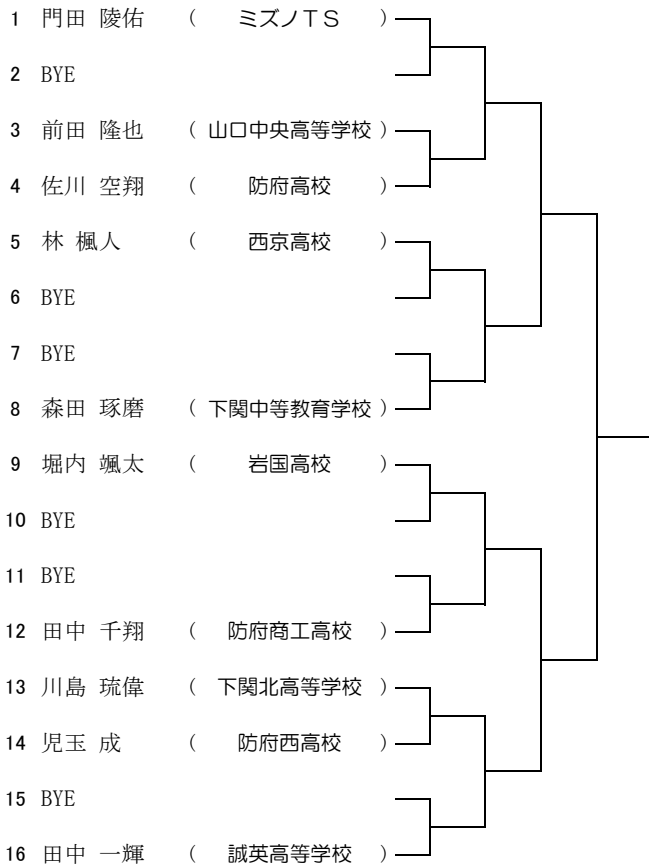 1 門田 陵佑 ( ミズノTS )
2 BYE
3 前田 隆也 ( 山口中央高等学校 )
4 佐川 空翔 ( 防府高校 )
5 林 楓人 ( 西京高校 )
6 BYE
7 BYE
8 森田 琢磨 ( 下関中等教育学校 )
9 堀内 颯太 ( 岩国高校 )
10 BYE
11 BYE
12 田中 千翔 ( 防府商工高校 )
13 川島 琉偉 ( 下関北高等学校 )
14 児玉 成 ( 防府西高校 )
15 BYE
16 田中 一輝 ( 誠英高等学校 )